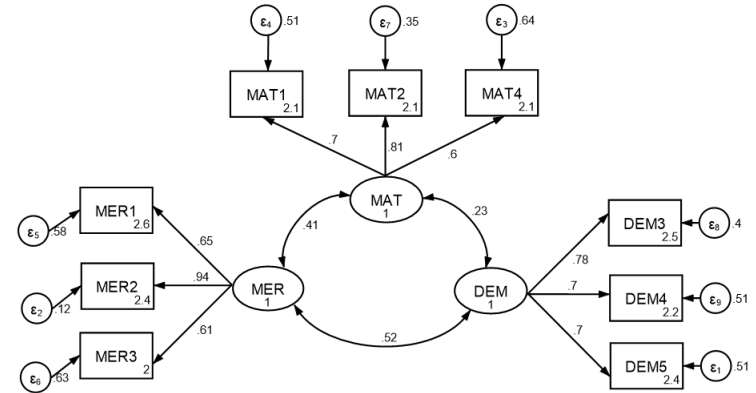 ε4 .51
ε7 .35
ε3 .64
MAT1 2.1
MAT2 2.1
MAT4 2.1
.7
.81
.6
MAT
1
MER1 2.6
ε5 .58
.41
.23
DEM3 2.5
ε8 .4
.65
.78
MER2 2.4
ε2 .12
.94
MER
1
DEM
1
.7
DEM4 2.2
ε9 .51
.61
.52
.7
MER3 2
ε6 .63
DEM5 2.4
ε1 .51